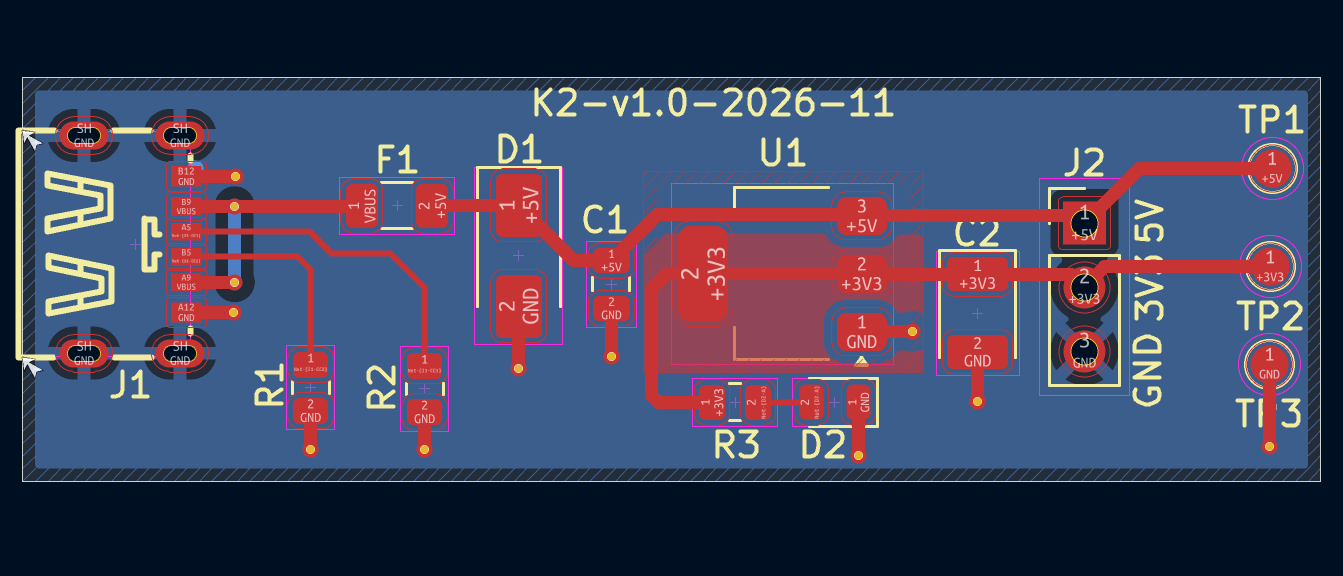 K2-v1.0-2026-11
TP1
1
+5V
F1
D1
U1
J2
SH
GND
SH
GND
B12
GND
B9
VBUS
A5
B5
A9
VBUS
A12
GND
SH
GND
SH
GND
J1
1
VBUS
2
+5V
1
+5V
2
GND
C1
1
+5V
2
GND
3
+5V
2
+3V3
2
+3V3
1
GND
C2
1
+3V3
2
GND
1
+5V
2
+3V3
3
GND
5V
3V3
GND
1
+3V3
TP2
1
GND
TP3
R1
1
2
GND
R2
1
2
GND
1
+3V3
2
R3
2
1
GND
D2